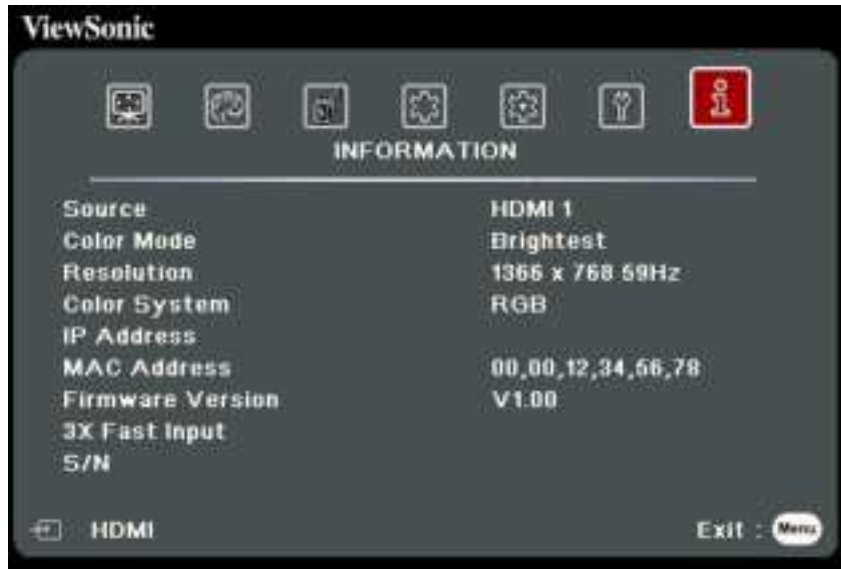 ViewSonic
INFORMATION
Source HDMI 1
Color Mode Brightest
Resolution 1366 x 768 59Hz
Color System RGB
IP Address
MAC Address 00,00,12,34,56,78
Firmware Version V1.00
3X Fast Input
S/N
HDMI Exit : Menu